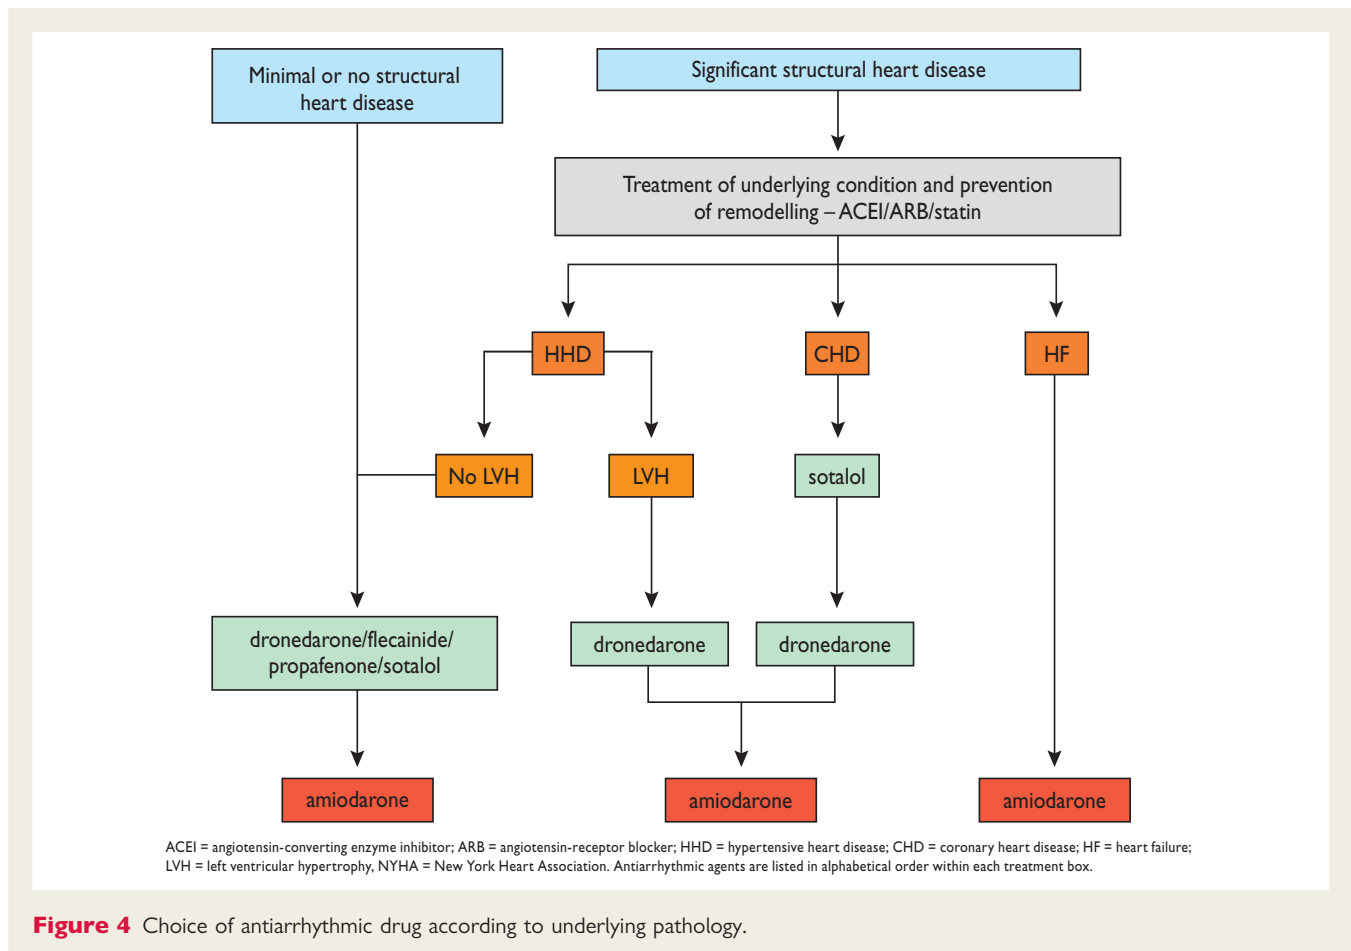 Minimal or no structural
heart disease
Significant structural heart disease
Treatment of underlying condition and prevention
of remodelling – ACEI/ARB/statin
HHD
CHD
HF
No LVH
LVH
sotalol
dronedarone/flecainide/
propafenone/sotalol
dronedarone
dronedarone
amiodarone
amiodarone
amiodarone
ACEI = angiotensin-converting enzyme inhibitor; ARB = angiotensin-receptor blocker; HHD = hypertensive heart disease; CHD = coronary heart disease; HF = heart failure;
LVH = left ventricular hypertrophy, NYHA = New York Heart Association. Antiarrhythmic agents are listed in alphabetical order within each treatment box.
Figure 4 Choice of antiarrhythmic drug according to underlying pathology.